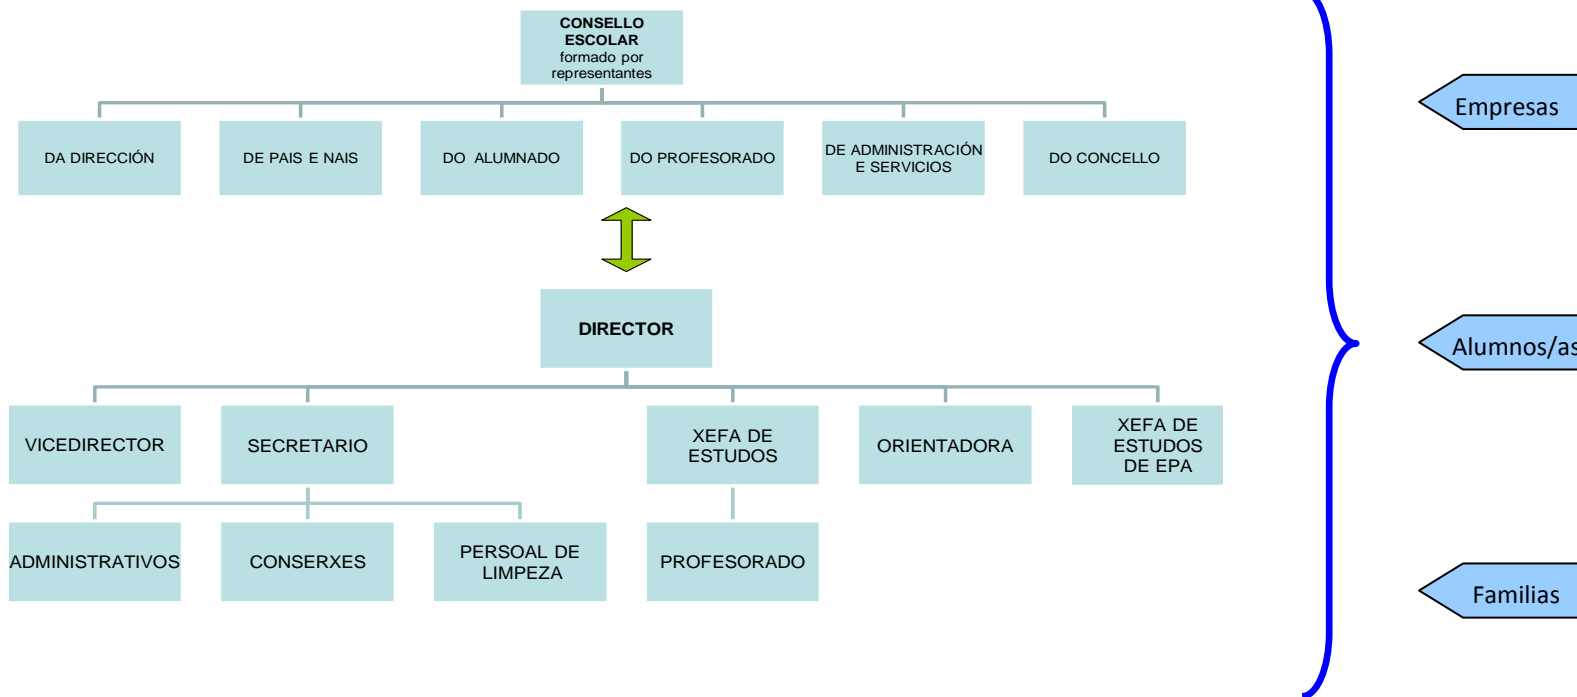 CONSELLO
ESCOLAR
formado por
representantes
DA DIRECCIÓN
DE PAIS E NAIS
DO ALUMNADO
DO PROFESORADO
DE ADMINISTRACIÓN
E SERVICIOS
DO CONCELLO
Empresas
DIRECTOR
Alumnos/as
VICEDIRECTOR
SECRETARIO
XEFA DE
ESTUDOS
ORIENTADORA
XEFA DE
ESTUDOS
DE EPA
ADMINISTRATIVOS
CONSERXES
PERSOAL DE
LIMPEZA
PROFESORADO
Familias